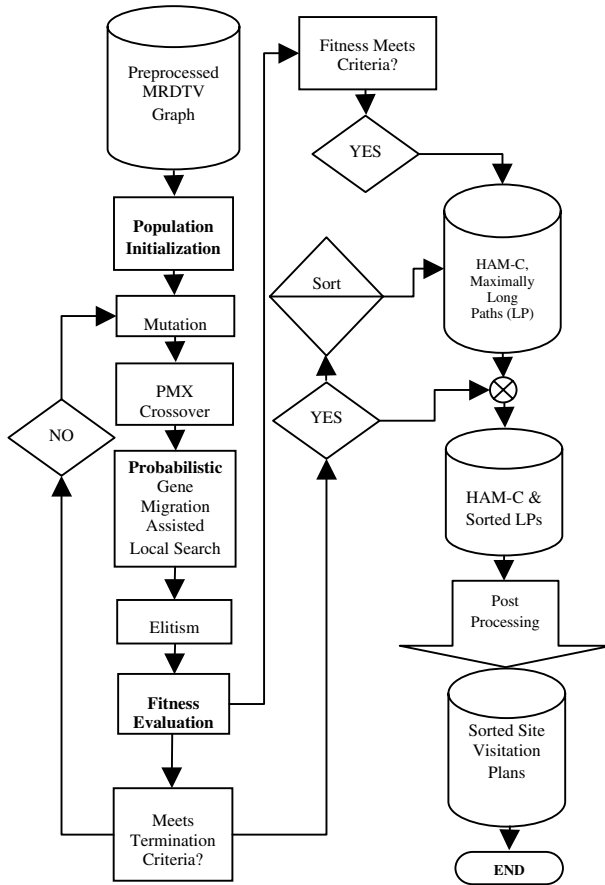 Preprocessed
MRDTV
Graph
Population
Initialization
Mutation
PMX
Crossover
NO
Probabilistic
Gene
Migration
Assisted
Local Search
Elitism
Fitness
Evaluation
Meets
Termination
Criteria?
Fitness Meets
Criteria?
YES
Sort
HAM-C,
Maximally
Long
Paths (LP)
YES
HAM-C &
Sorted LPs
Post
Processing
Sorted Site
Visitation
Plans
END